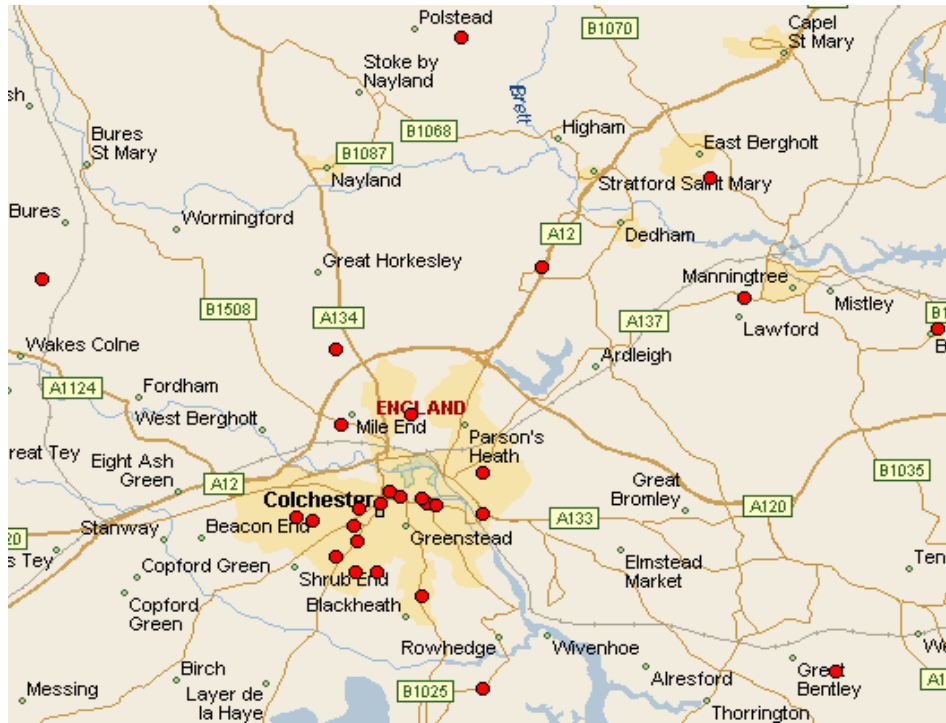 Polstead
B1070
Capel
St Mary
Stoke by
Nayland
Brett
sh
Bures
St Mary
B1068
Higham
East Bergholt
B1087
Nayland
Stratford Saint Mary
Bures
Wormingford
A12
Dedham
Great Horkesley
Manningtree
Mistley
B1508
A134
A137
Lawford
B1
B
Wakes Colne
Ardleigh
A1124
Fordham
ENGLAND
West Bergholt
Mile End
Parson's
Heath
reat Tey
Eight Ash
Green
A12
Great
Bromley
B1035
Colchester
A120
Stanway
Beacon End
A133
20
Greenstead
s Tey
Copford Green
Shrub End
Elmstead
Market
Ten
Copford
Green
Blackheath
Rowhedge
Wivenhoe
We
Birch
Great
Bentley
Messing
Layer de
la Haye
B1025
Alresford
A1
Thorrington